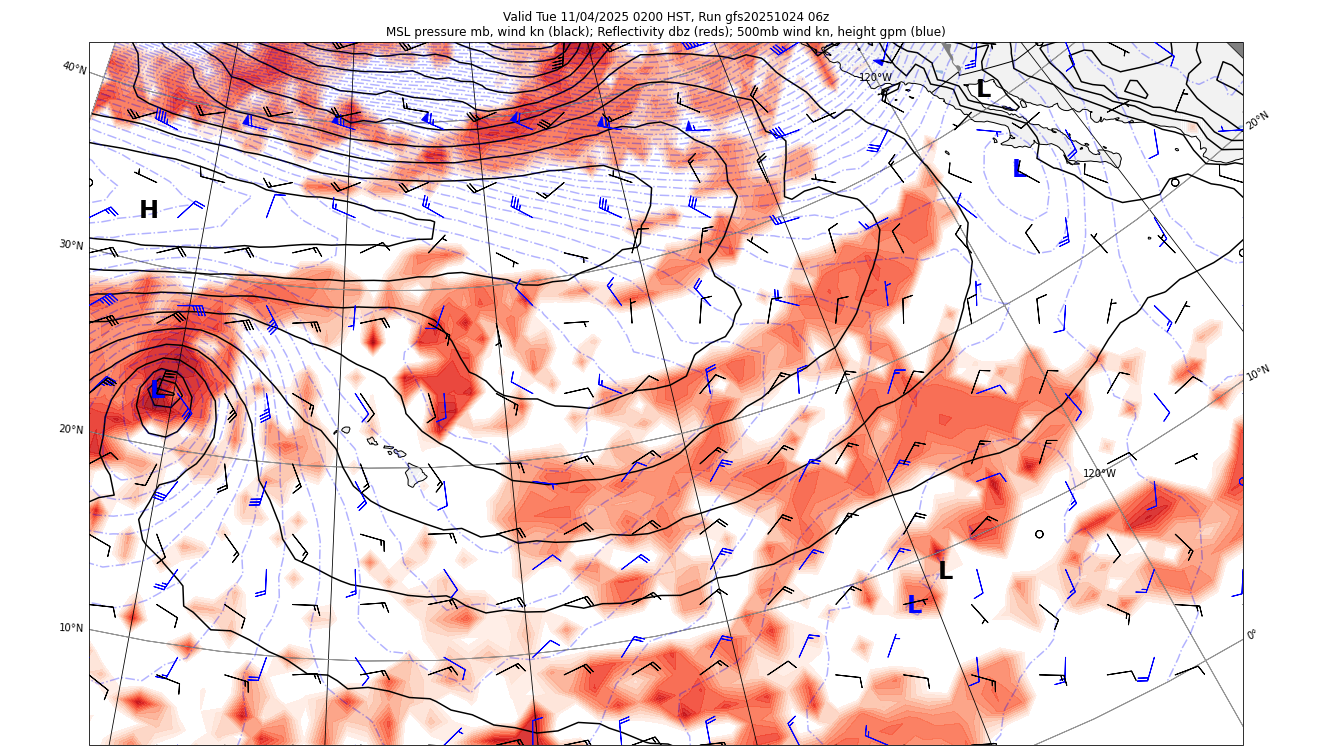 Valid Tue 11/04/2025 0200 HST, Run gfs20251024 06z
MSL pressure mb, wind kn (black); Reflectivity dbz (reds); 500mb wind kn, height gpm (blue)
40°N
120°W
L
20°N
L
H
30°N
10°N
L
20°N
120°W
L
L
10°N
0°